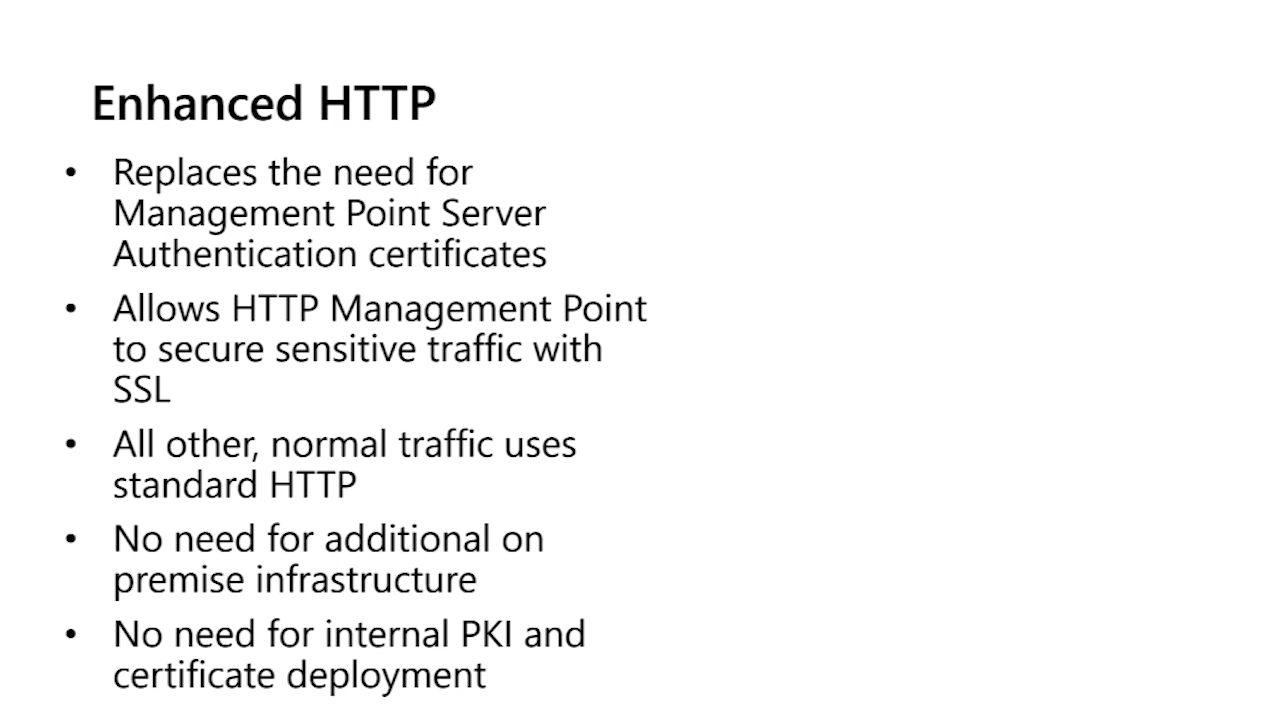 Enhanced HTTP
• Replaces the need for
Management Point Server
Authentication certificates
• Allows HTTP Management Point
to secure sensitive traffic with
SSL
• All other, normal traffic uses
standard HTTP
• No need for additional on
premise infrastructure
• No need for internal PKI and
certificate deployment